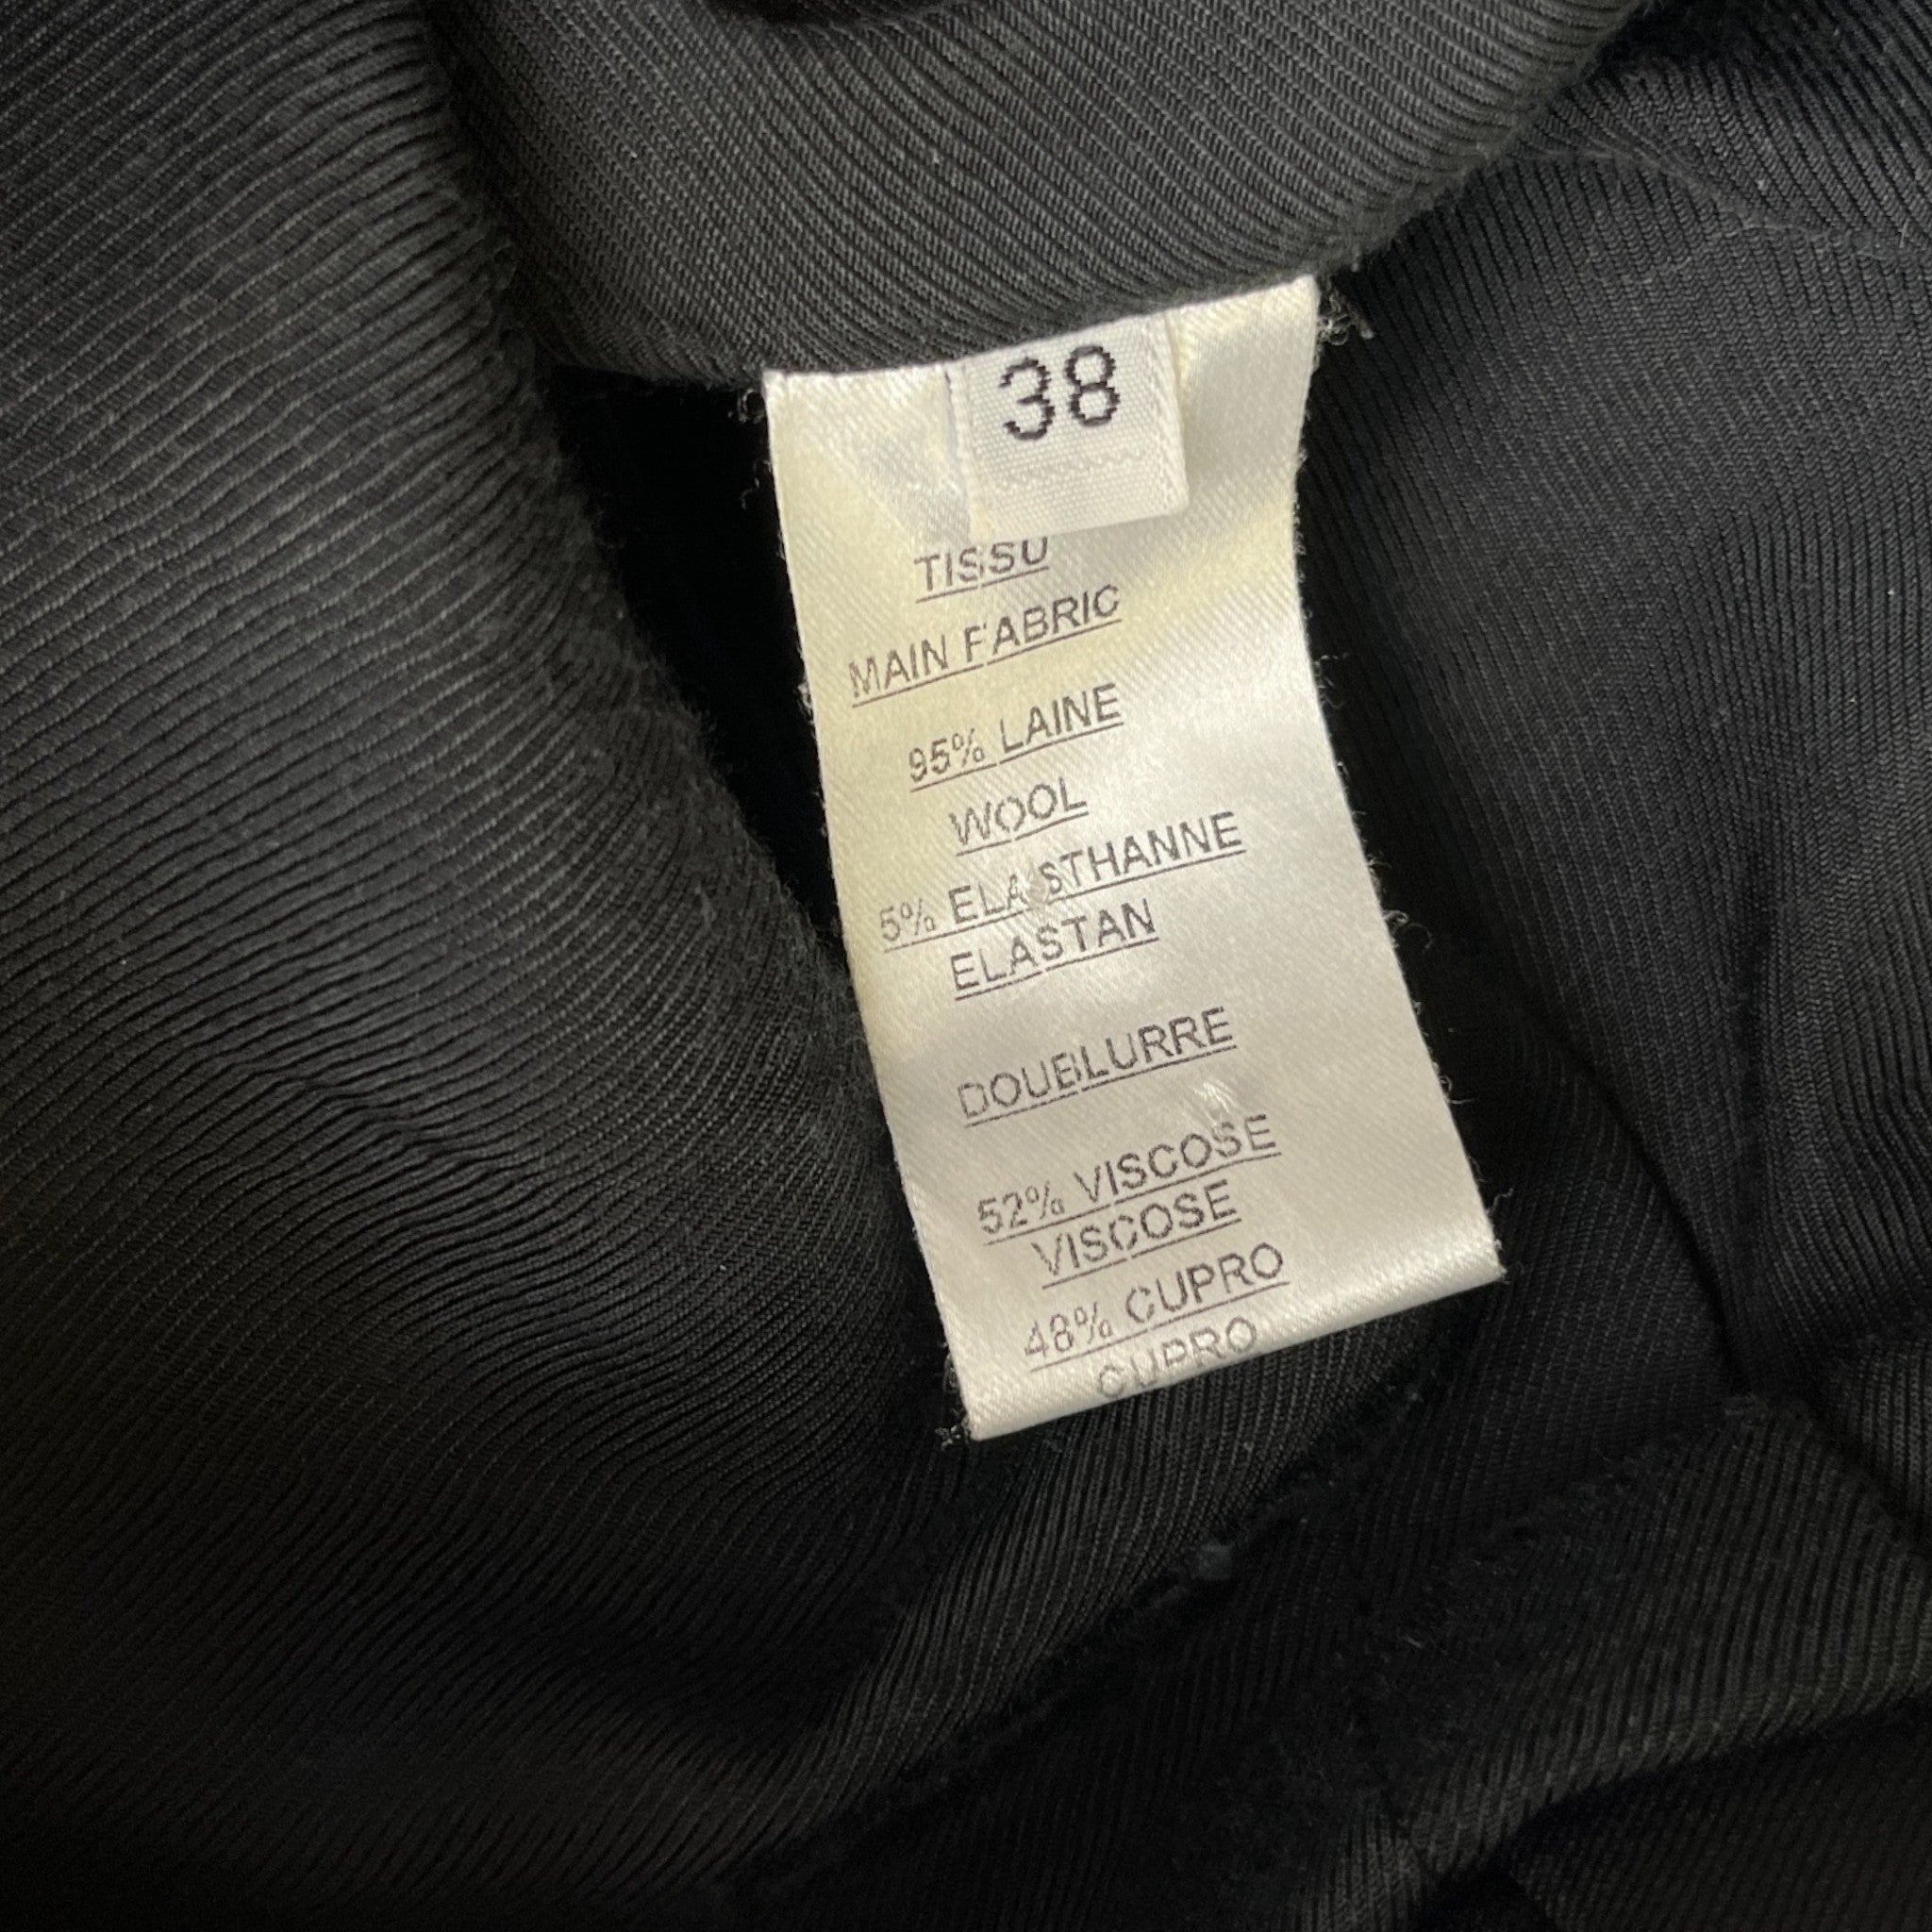 38
TISSU
MAIN FABRIC
95% LAINE
WOOL
5% ELASTHANNE
ELASTAN
DOUBLURRE
52% VISCOSE
VISCOSE
48% CUPRO
CUPRO